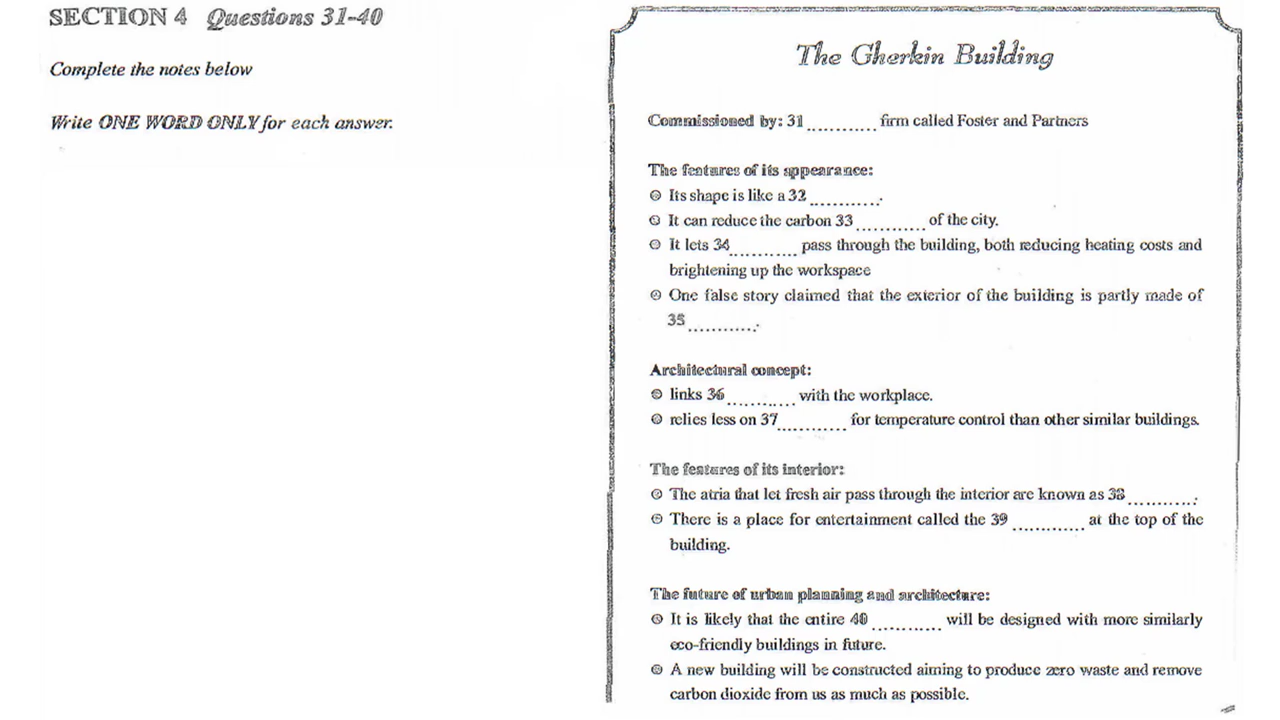 SECTION 4 Questions 31-40
Complete the notes below
Write ONE WORD ONLY for each answer.
The Gherkin Building
Commissioned by: 31 ............ firm called Foster and Partners
The features of its appearance:
Its shape is like a 32 ............
It can reduce the carbon 33 ............ of the city.
It lets 34 ............ pass through the building, both reducing heating costs and
brightening up the workspace
One false story claimed that the exterior of the building is partly made of
35 ............
Architectural concept:
links 36 ............ with the workplace.
relies less on 37 ............ for temperature control than other similar buildings.
The features of its interior:
The atria that let fresh air pass through the interior are known as 38 ............
There is a place for entertainment called the 39 ............ at the top of the
building.
The future of urban planning and architecture:
It is likely that the entire 40 ............ will be designed with more similarly
eco-friendly buildings in future.
A new building will be constructed aiming to produce zero waste and remove
carbon dioxide from us as much as possible.